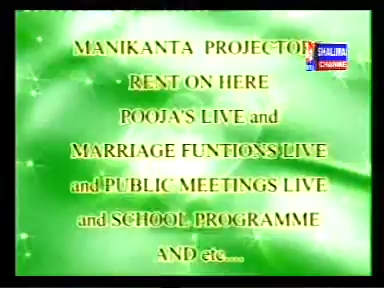 MANIKANTA PROJECTORS
SHALIMAR
CHANNEL
RENT ON HERE
POOJA'S LIVE and
MARRIAGE FUNTIONS LIVE
and PUBLIC MEETINGS LIVE
and SCHOOL PROGRAMME
AND etc....